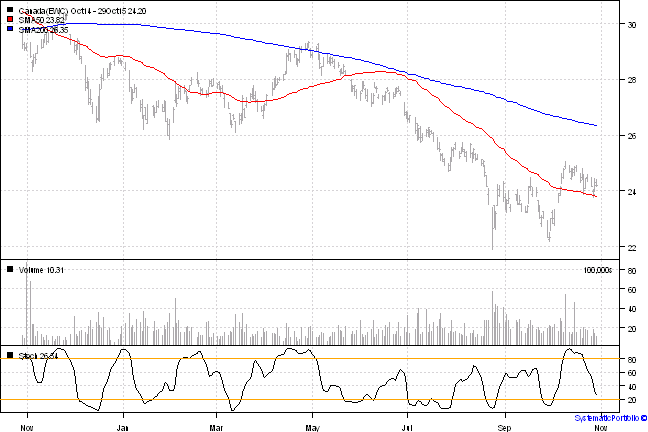 Canada(EWC) Oct14 - 29Oct15 24.20
SMA50 23.82
SMA200 26.35
30
28
26
24
22
Volume 10.31
100,000s
80
60
40
20
Stoch 26.54
80
60
40
20
Nov Jan Mar May Jul Sep Nov
SystematicPortfolio ©